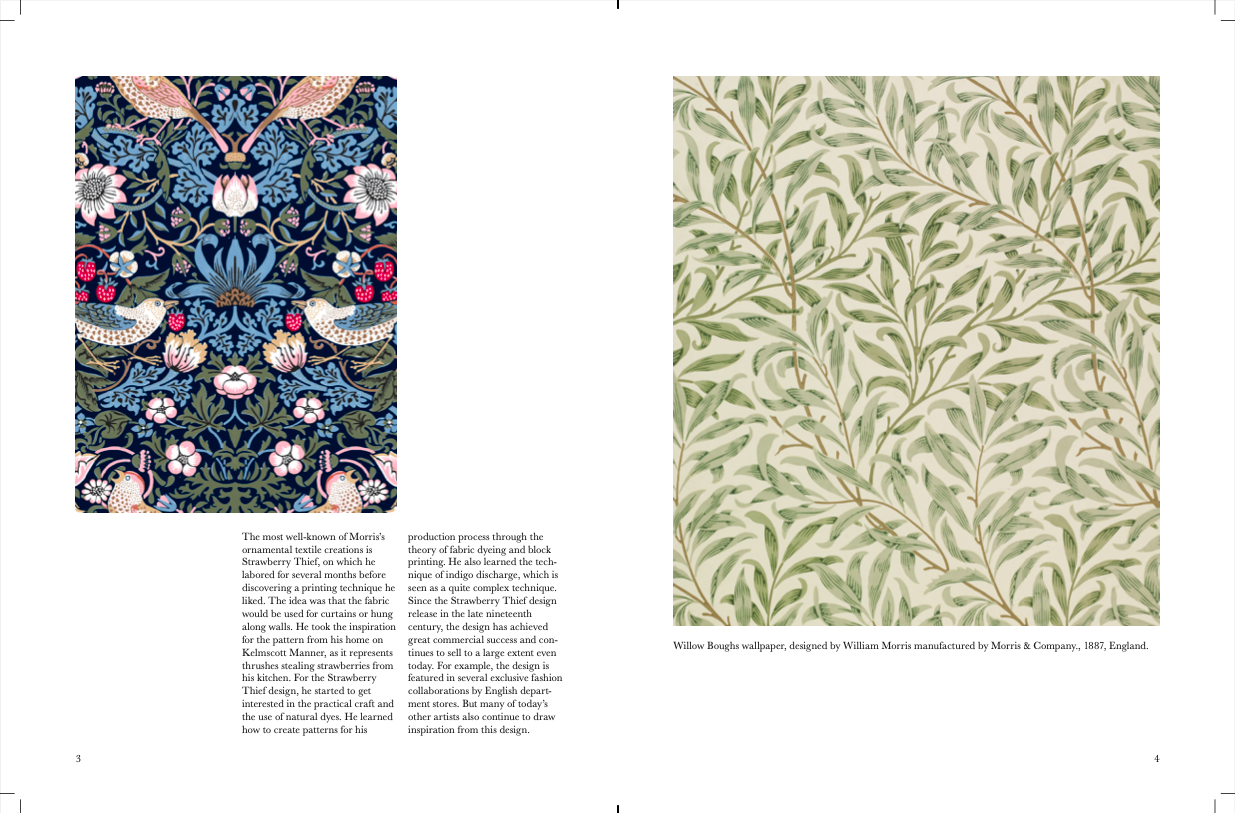 The most well-known of Morris's
ornamental textile creations is
Strawberry Thief, on which he
labored for several months before
discovering a printing technique he
liked. The idea was that the fabric
would be used for curtains or hung
along walls. He took the inspiration
for the pattern from his home on
Kelmscott Manner, as it represents
thrushes stealing strawberries from
his kitchen. For the Strawberry
Thief design, he started to get
interested in the practical craft and
the use of natural dyes. He learned
how to create patterns for his
production process through the
theory of fabric dyeing and block
printing. He also learned the tech-
nique of indigo discharge, which is
seen as a quite complex technique.
Since the Strawberry Thief design
release in the late nineteenth
century, the design has achieved
great commercial success and con-
tinues to sell to a large extent even
today. For example, the design is
featured in several exclusive fashion
collaborations by English depart-
ment stores. But many of today's
other artists also continue to draw
inspiration from this design.
3
Willow Boughs wallpaper, designed by William Morris manufactured by Morris & Company., 1887, England.
4